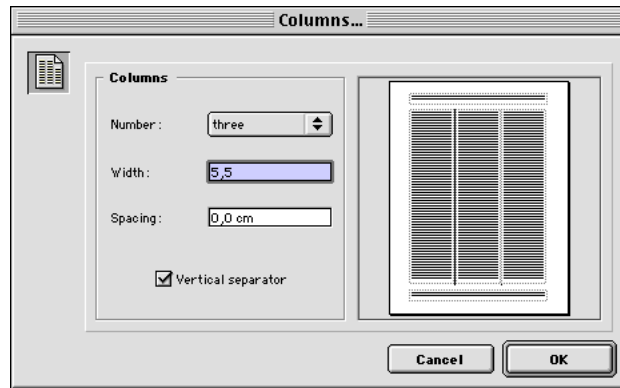 Columns...
Columns
Number:
three
Width:
5,5
Spacing:
0,0 cm
Vertical separator
Cancel
OK